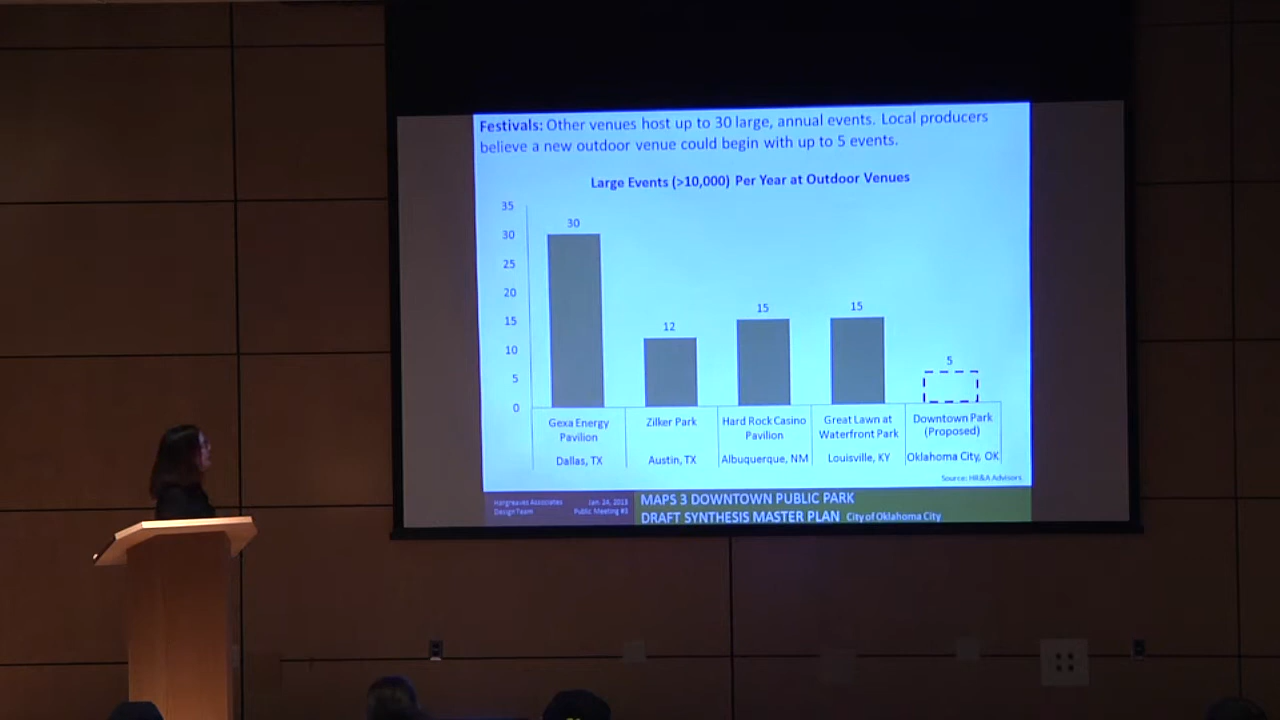 Festivals: Other venues host up to 30 large, annual events. Local producers
believe a new outdoor venue could begin with up to 5 events.
Large Events (>10,000) Per Year at Outdoor Venues
35
30
25
20
15
10
5
0
30
12
15
15
5
Gexa Energy
Pavilion
Dallas, TX
Zilker Park
Austin, TX
Hard Rock Casino
Pavilion
Albuquerque, NM
Great Lawn at
Waterfront Park
Louisville, KY
Downtown Park
(Proposed)
Oklahoma City, OK
Source: HR&A Advisors.
Hargreaves Associates
Design Team
Jan. 24, 2013
Public Meeting #3
MAPS 3 DOWNTOWN PUBLIC PARK
DRAFT SYNTHESIS MASTER PLAN City of Oklahoma City